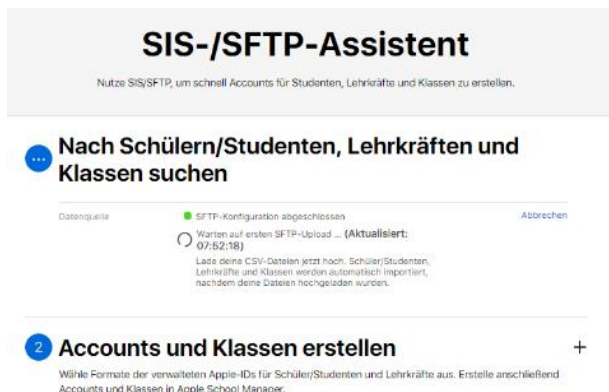 SIS-/SFTP-Assistent
Nutze SIS/SFTP, um schnell Accounts für Studenten, Lehrkräfte und Klassen zu erstellen.
Nach Schülern/Studenten, Lehrkräften und
Klassen suchen
Datenquelle
SFTP-Konfiguration abgeschlossen
Abbrechen
Warten auf ersten SFTP-Upload ... (Aktualisiert:
07:52:18)
Lade deine CSV-Dateien jetzt hoch. Schüler/Studenten,
Lehrkräfte und Klassen werden automatisch importiert,
nachdem deine Dateien hochgeladen wurden.
2 Accounts und Klassen erstellen +
Wähle Formate der verwalteten Apple-IDs für Schüler/Studenten und Lehrkräfte aus. Erstelle anschließend
Accounts und Klassen in Apple School Manager.